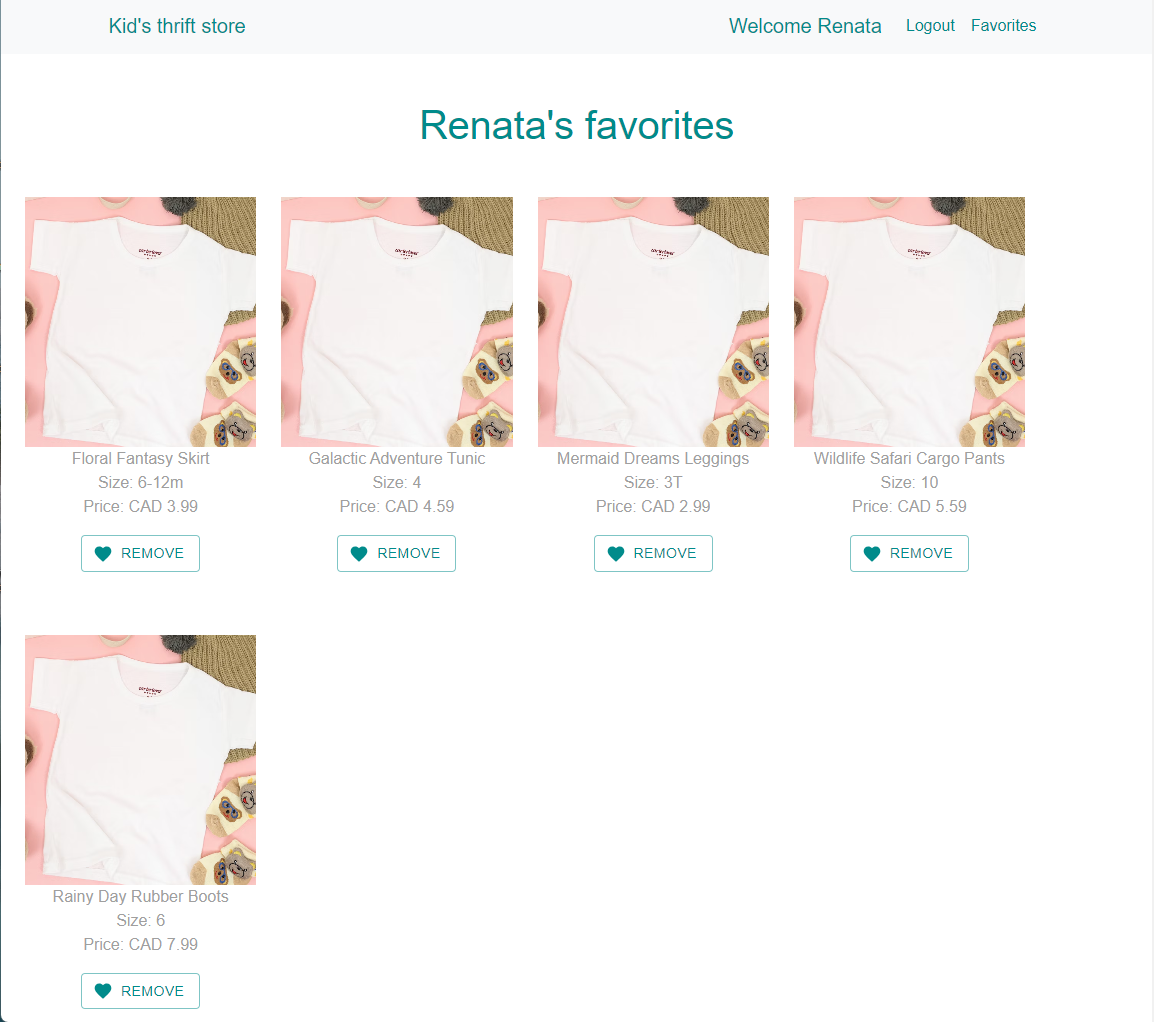 Kid's thrift store
Welcome Renata
Logout
Favorites
Renata's favorites
Floral Fantasy Skirt
Size: 6-12m
Price: CAD 3.99
REMOVE
Galactic Adventure Tunic
Size: 4
Price: CAD 4.59
REMOVE
Mermaid Dreams Leggings
Size: 3T
Price: CAD 2.99
REMOVE
Wildlife Safari Cargo Pants
Size: 10
Price: CAD 5.59
REMOVE
Rainy Day Rubber Boots
Size: 6
Price: CAD 7.99
REMOVE